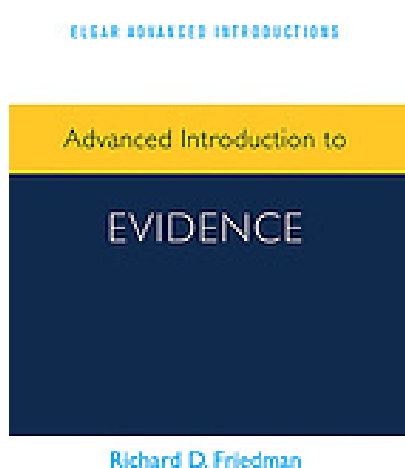 ELGAR ADVANCED INTRODUCTIONS
Advanced Introduction to
EVIDENCE
Richard D. Friedman